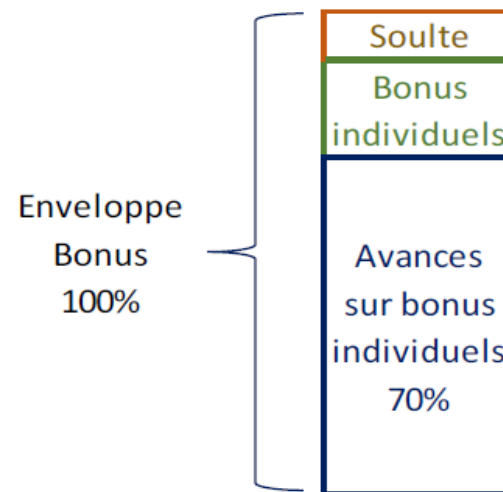 Enveloppe
Bonus
100%
Soulte
Bonus
individuels
Avances
sur bonus
individuels
70%